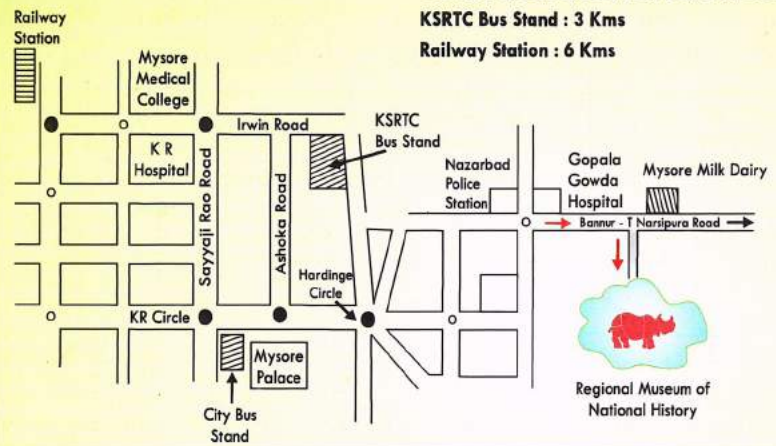 KSRTC Bus Stand : 3 Kms
Railway Station : 6 Kms
Railway
Station
Mysore
Medical
College
Irwin Road
KSRTC
Bus Stand
K R
Hospital
Sayyaji Rao Road
Ashoka Road
Nazarbad
Police
Station
Gopala
Gowda
Hospital
Mysore Milk Dairy
Bannur - T Narsipura Road
Hardinge
Circle
KR Circle
Mysore
Palace
City Bus
Stand
Regional Museum of
National History